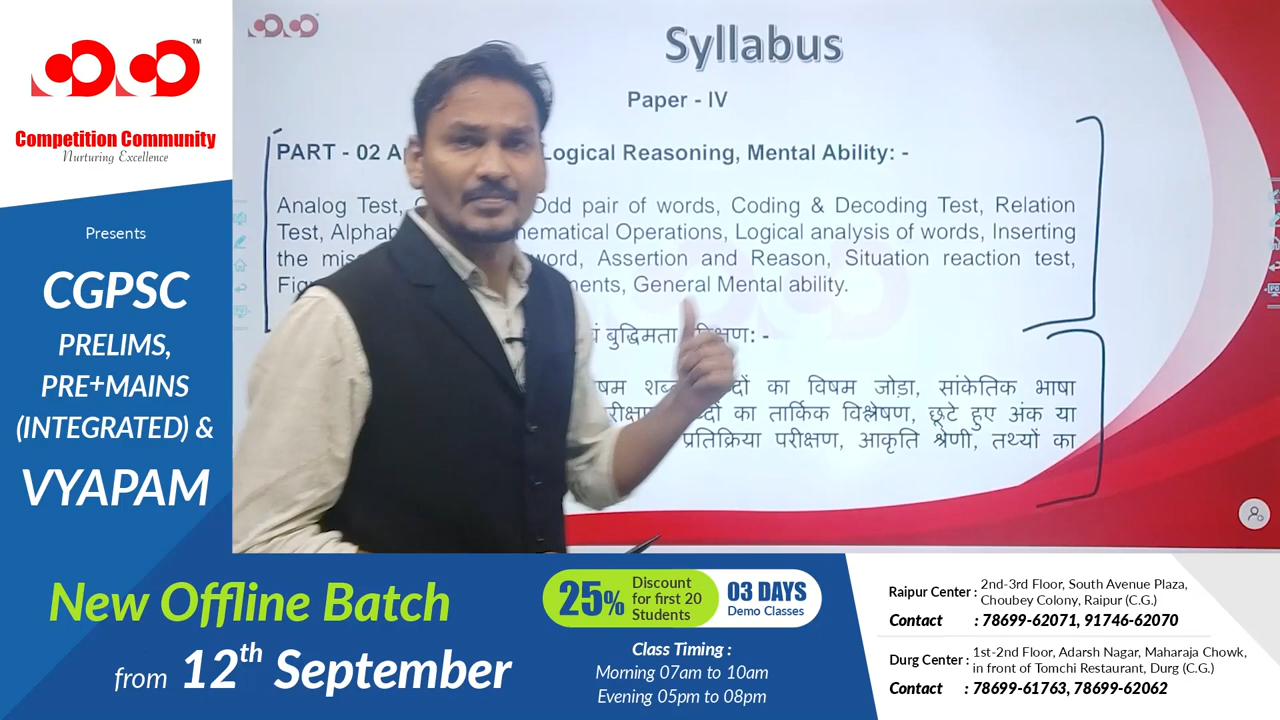 TM
Competition Community
Nurturing Excellence
Presents
CGPSC
PRELIMS,
PRE+MAINS
(INTEGRATED) &
VYAPAM
Syllabus
Paper - IV
PART - 02 Logical Reasoning, Mental Ability: -
Analog Test, Odd pair of words, Coding & Decoding Test, Relation
Test, Operations, Logical analysis of words, Inserting
the word, Assertion and Reason, Situation reaction test,
General Mental ability.
बुद्धिमता
का विषम जोड़ा, सांकेतिक भाषा
का तार्किक विश्लेषण, छूटे हुए अंक या
प्रतिक्रिया परीक्षण, आकृति श्रेणी, तथ्यों का
New Offline Batch
from 12th September
25% Discount
for first 20
Students
03 DAYS
Demo Classes
Class Timing :
Morning 07am to 10am
Evening 05pm to 08pm
Raipur Center : 2nd-3rd Floor, South Avenue Plaza,
Choubey Colony, Raipur (C.G.)
Contact : 78699-62071, 91746-62070
Durg Center : 1st-2nd Floor, Adarsh Nagar, Maharaja Chowk,
in front of Tomchi Restaurant, Durg (C.G.)
Contact : 78699-61763, 78699-62062